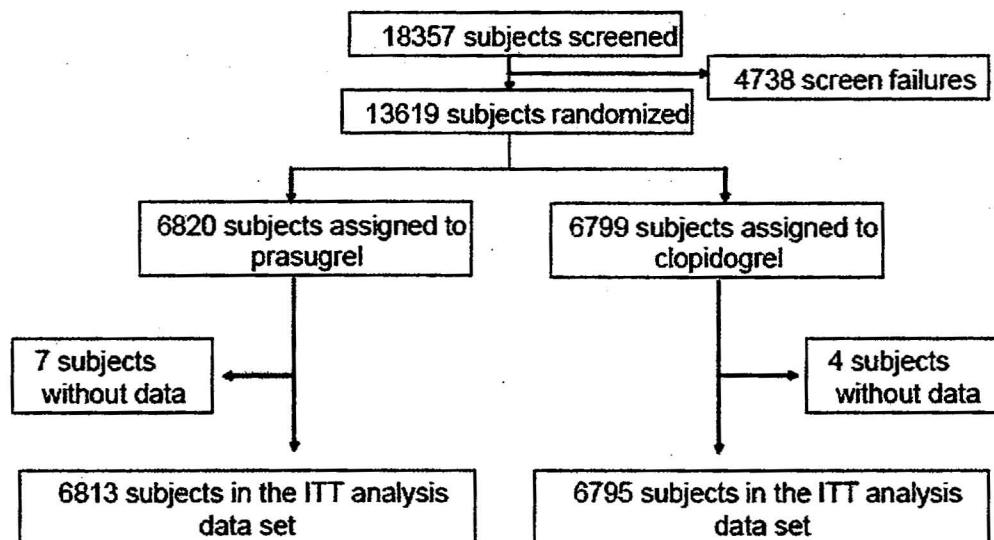 18357 subjects screened
4738 screen failures
13619 subjects randomized
6820 subjects assigned to
prasugrel
6799 subjects assigned to
clopidogrel
7 subjects
without data
4 subjects
without data
6813 subjects in the ITT analysis
data set
6795 subjects in the ITT analysis
data set